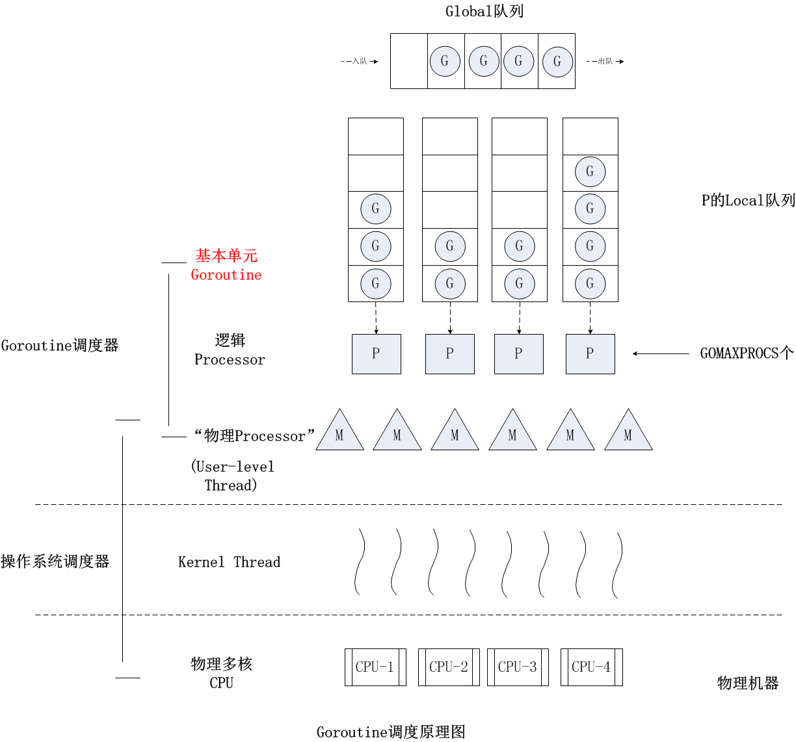 Global队列
入队
G
G
G
G
出队
G
P的Local队列
G
G
G
G
G
G
基本单元
Goroutine
G
G
G
G
逻辑
Processor
P
P
P
P
GOMAXPROCS个
Goroutine调度器
“物理Processor”
M
M
M
M
M
M
(User-level
Thread)
操作系统调度器
Kernel Thread
物理多核
CPU
CPU-1
CPU-2
CPU-3
CPU-4
物理机器
Goroutine调度原理图